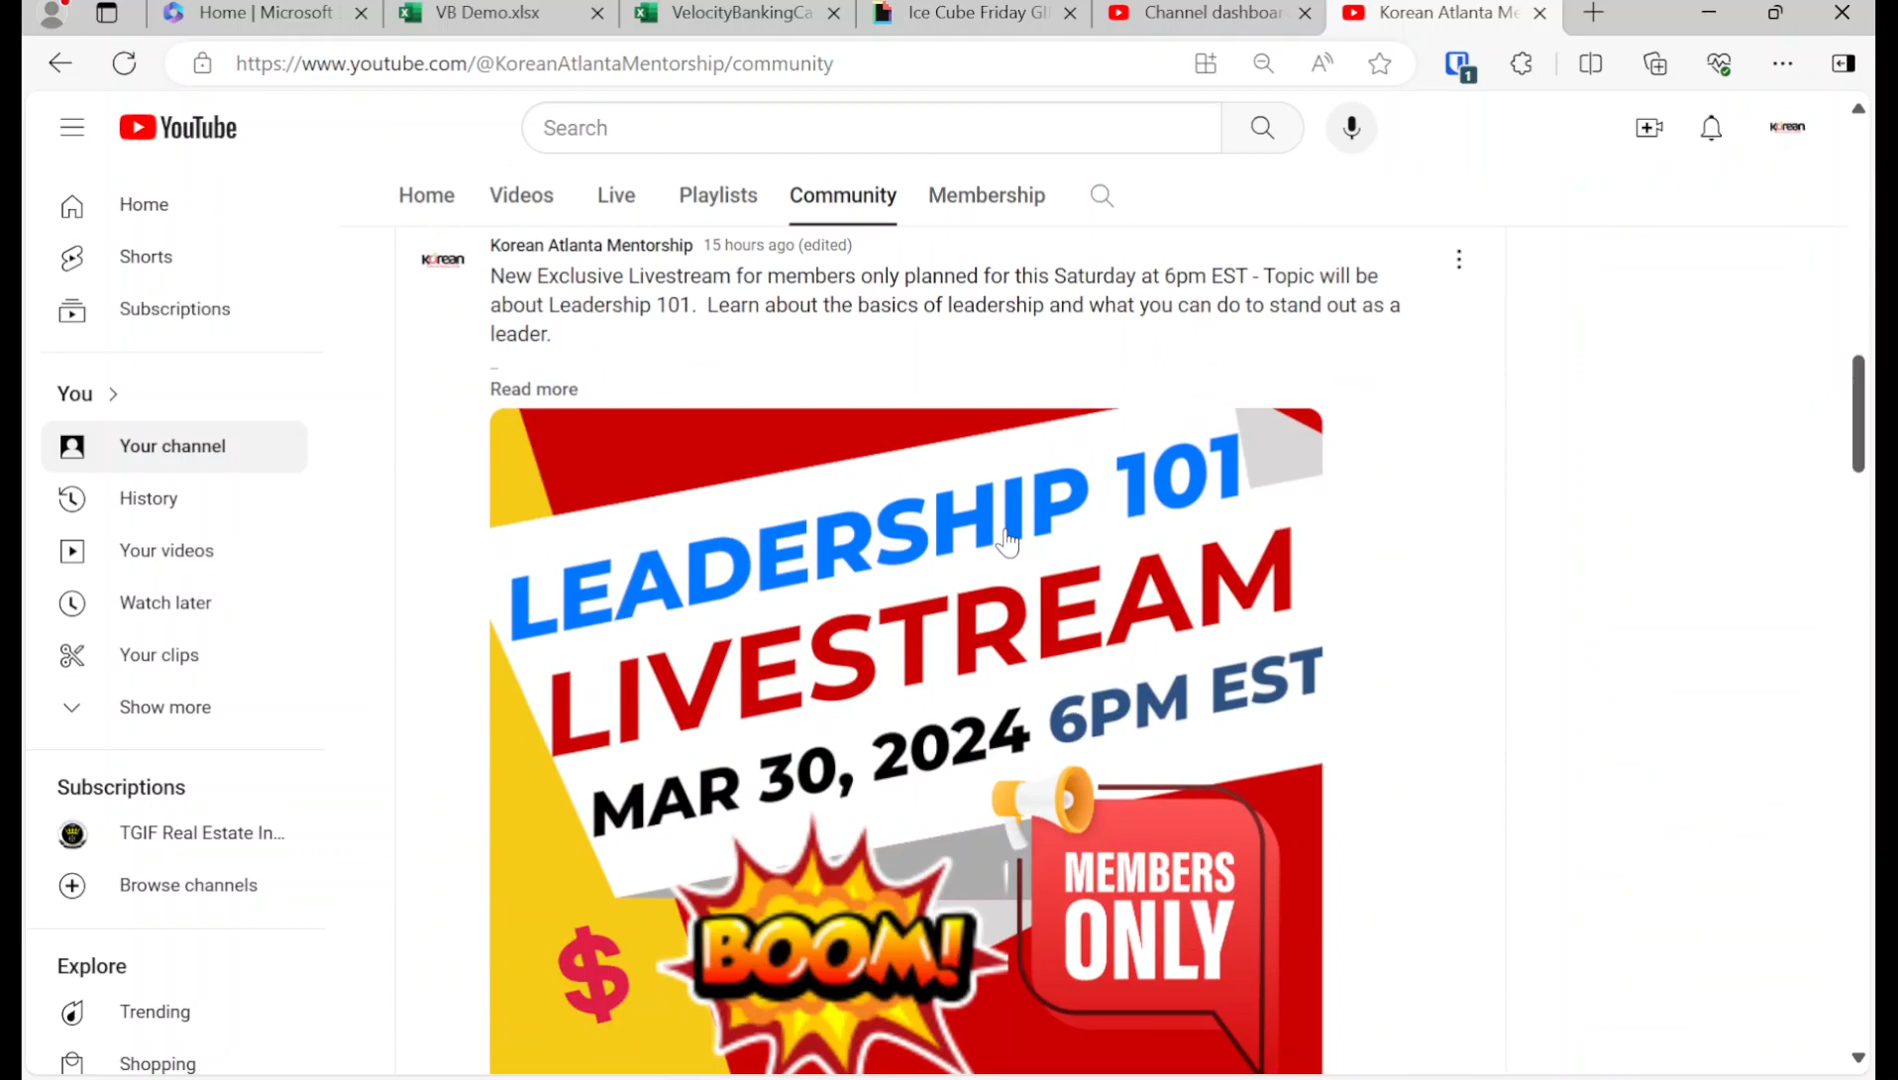 Home | Microsoft
VB Demo.xlsx
VelocityBankingCa
Ice Cube Friday GI
Channel dashboar
Korean Atlanta Me
https://www.youtube.com/@KoreanAtlantaMentorship/community
1
YouTube
Search
Korean
Home
Videos
Live
Playlists
Community
Membership
Home
Shorts
Subscriptions
You
Your channel
History
Your videos
Watch later
Your clips
Show more
Subscriptions
TGIF Real Estate In...
Browse channels
Explore
Trending
Shopping
Korean
Korean Atlanta Mentorship 15 hours ago (edited)
New Exclusive Livestream for members only planned for this Saturday at 6pm EST - Topic will be
about Leadership 101.  Learn about the basics of leadership and what you can do to stand out as a
leader.
Read more
LEADERSHIP 101
LIVESTREAM
MAR 30, 2024 6PM EST
$
BOOM!
MEMBERS
ONLY